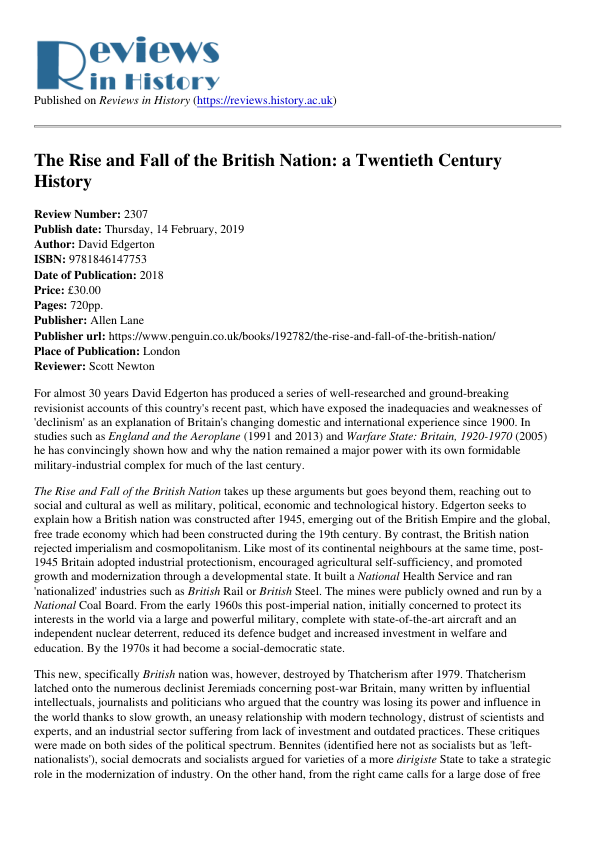 Reviews
in History
Published on Reviews in History (https://reviews.history.ac.uk)
The Rise and Fall of the British Nation: a Twentieth Century
History
Review Number: 2307
Publish date: Thursday, 14 February, 2019
Author: David Edgerton
ISBN: 9781846147753
Date of Publication: 2018
Price: £30.00
Pages: 720pp.
Publisher: Allen Lane
Publisher url: https://www.penguin.co.uk/books/192782/the-rise-and-fall-of-the-british-nation/
Place of Publication: London
Reviewer: Scott Newton
For almost 30 years David Edgerton has produced a series of well-researched and ground-breaking
revisionist accounts of this country's recent past, which have exposed the inadequacies and weaknesses of
'declinism' as an explanation of Britain's changing domestic and international experience since 1900. In
studies such as England and the Aeroplane (1991 and 2013) and Warfare State: Britain, 1920-1970 (2005)
he has convincingly shown how and why the nation remained a major power with its own formidable
military-industrial complex for much of the last century.
The Rise and Fall of the British Nation takes up these arguments but goes beyond them, reaching out to
social and cultural as well as military, political, economic and technological history. Edgerton seeks to
explain how a British nation was constructed after 1945, emerging out of the British Empire and the global,
free trade economy which had been constructed during the 19th century. By contrast, the British nation
rejected imperialism and cosmopolitanism. Like most of its continental neighbours at the same time, post-
1945 Britain adopted industrial protectionism, encouraged agricultural self-sufficiency, and promoted
growth and modernization through a developmental state. It built a National Health Service and ran
'nationalized' industries such as British Rail or British Steel. The mines were publicly owned and run by a
National Coal Board. From the early 1960s this post-imperial nation, initially concerned to protect its
interests in the world via a large and powerful military, complete with state-of-the-art aircraft and an
independent nuclear deterrent, reduced its defence budget and increased investment in welfare and
education. By the 1970s it had become a social-democratic state.
This new, specifically British nation was, however, destroyed by Thatcherism after 1979. Thatcherism
latched onto the numerous declinist Jeremiads concerning post-war Britain, many written by influential
intellectuals, journalists and politicians who argued that the country was losing its power and influence in
the world thanks to slow growth, an uneasy relationship with modern technology, distrust of scientists and
experts, and an industrial sector suffering from lack of investment and outdated practices. These critiques
were made on both sides of the political spectrum. Bennites (identified here not as socialists but as 'left-
nationalists'), social democrats and socialists argued for varieties of a more dirigiste State to take a strategic
role in the modernization of industry. On the other hand, from the right came calls for a large dose of free